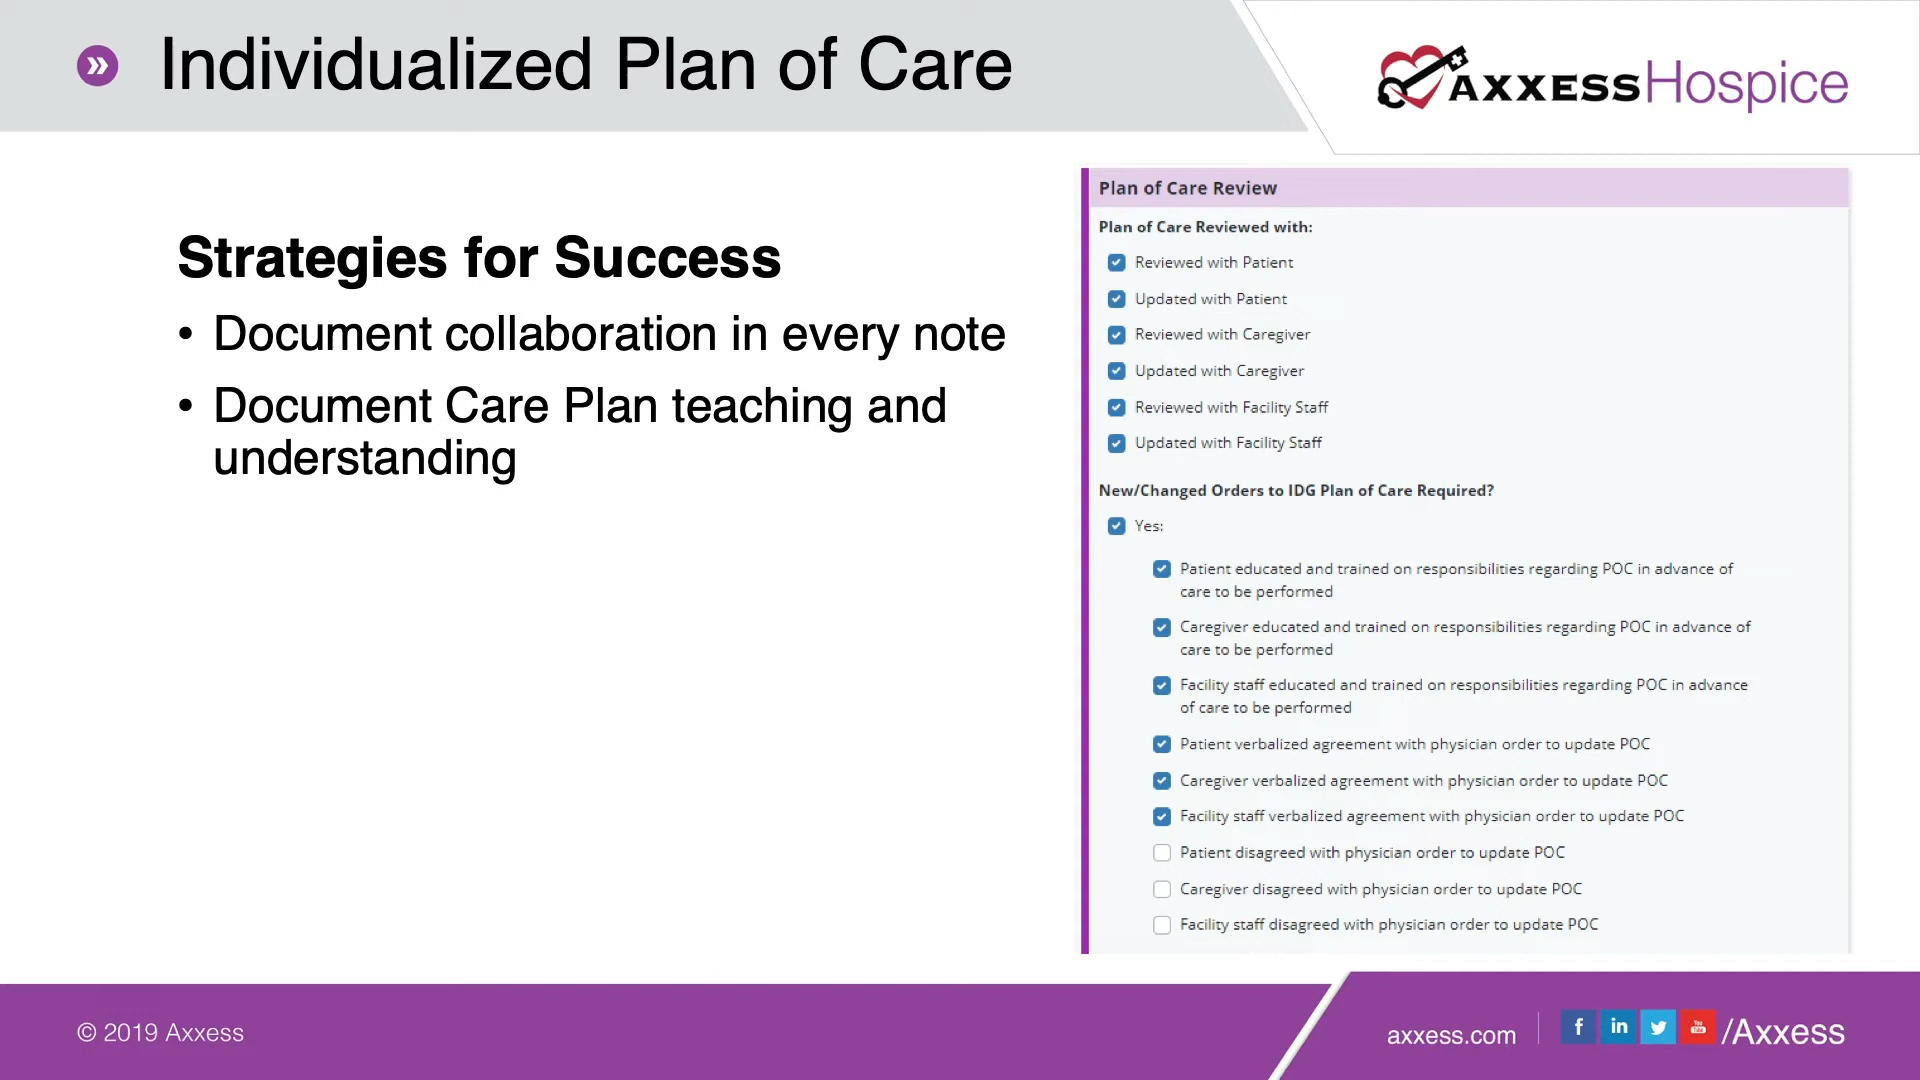 Individualized Plan of Care
AXXESS Hospice
Strategies for Success
• Document collaboration in every note
• Document Care Plan teaching and
understanding
Plan of Care Review
Plan of Care Reviewed with:
Reviewed with Patient
Updated with Patient
Reviewed with Caregiver
Updated with Caregiver
Reviewed with Facility Staff
Updated with Facility Staff
New/Changed Orders to IDG Plan of Care Required?
Yes:
Patient educated and trained on responsibilities regarding POC in advance of
care to be performed
Caregiver educated and trained on responsibilities regarding POC in advance of
care to be performed
Facility staff educated and trained on responsibilities regarding POC in advance
of care to be performed
Patient verbalized agreement with physician order to update POC
Caregiver verbalized agreement with physician order to update POC
Facility staff verbalized agreement with physician order to update POC
Patient disagreed with physician order to update POC
Caregiver disagreed with physician order to update POC
Facility staff disagreed with physician order to update POC
© 2019 Axxess
axxess.com
f in You Tube /Axxess